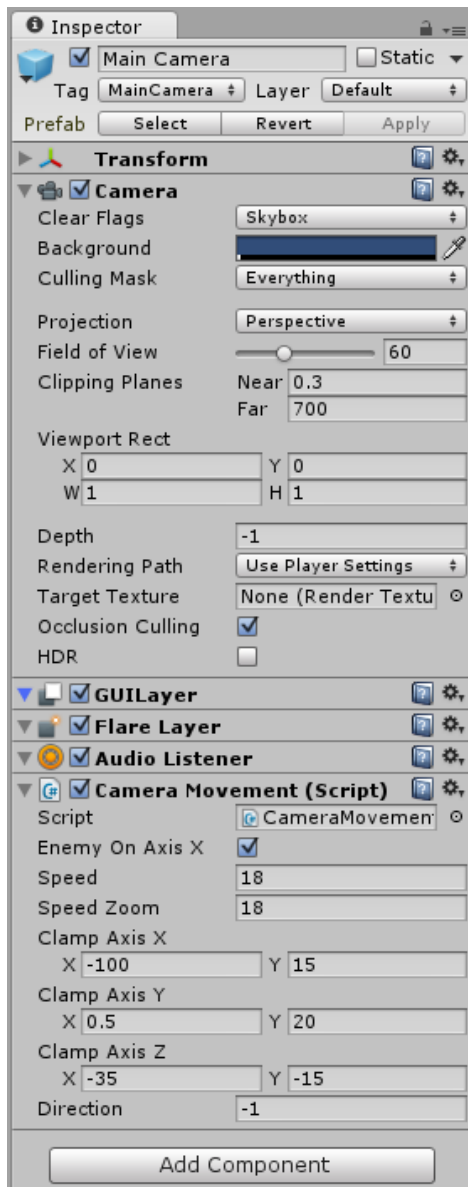 Inspector
Main Camera Static
Tag MainCamera Layer Default
Prefab Select Revert Apply
Transform
Camera
Clear Flags Skybox
Background
Culling Mask Everything
Projection Perspective
Field of View 60
Clipping Planes Near 0.3
Far 700
Viewport Rect
X 0 Y 0
W 1 H 1
Depth -1
Rendering Path Use Player Settings
Target Texture None (Render Textu
Occlusion Culling
HDR
GUILayer
Flare Layer
Audio Listener
Camera Movement (Script)
Script CameraMovemen
Enemy On Axis X
Speed 18
Speed Zoom 18
Clamp Axis X
X -100 Y 15
Clamp Axis Y
X 0.5 Y 20
Clamp Axis Z
X -35 Y -15
Direction -1
Add Component